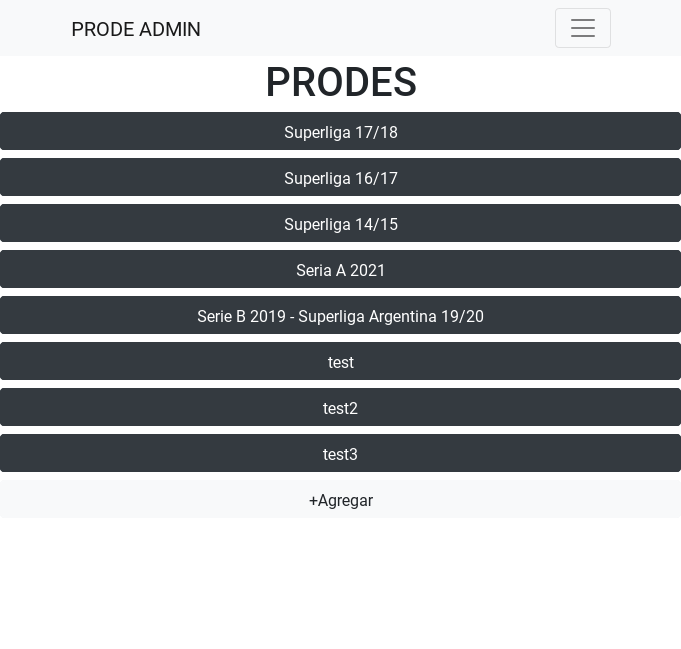 PRODE ADMIN
PRODES
Superliga 17/18
Superliga 16/17
Superliga 14/15
Seria A 2021
Serie B 2019 - Superliga Argentina 19/20
test
test2
test3
+Agregar